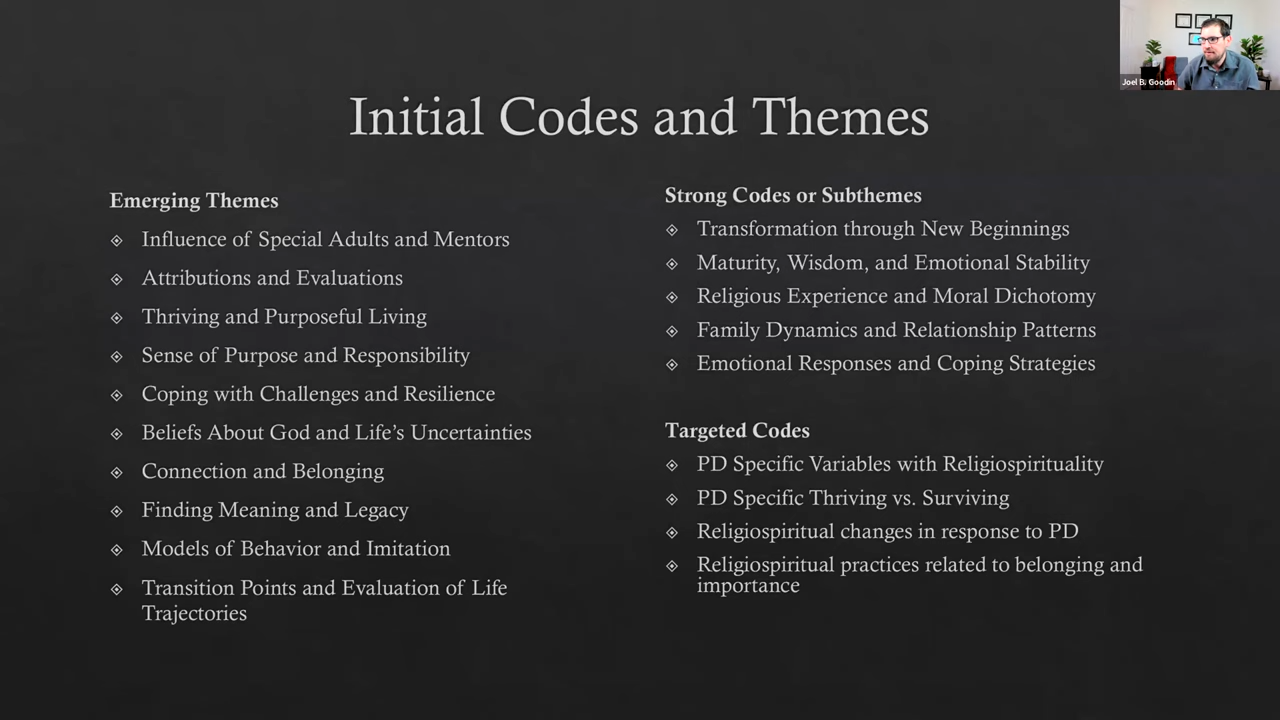 Joel B. Goodin
Initial Codes and Themes
Emerging Themes
Influence of Special Adults and Mentors
Attributions and Evaluations
Thriving and Purposeful Living
Sense of Purpose and Responsibility
Coping with Challenges and Resilience
Beliefs About God and Life's Uncertainties
Connection and Belonging
Finding Meaning and Legacy
Models of Behavior and Imitation
Transition Points and Evaluation of Life
Trajectories
Strong Codes or Subthemes
Transformation through New Beginnings
Maturity, Wisdom, and Emotional Stability
Religious Experience and Moral Dichotomy
Family Dynamics and Relationship Patterns
Emotional Responses and Coping Strategies
Targeted Codes
PD Specific Variables with Religiospirituality
PD Specific Thriving vs. Surviving
Religiospiritual changes in response to PD
Religiospiritual practices related to belonging and
importance